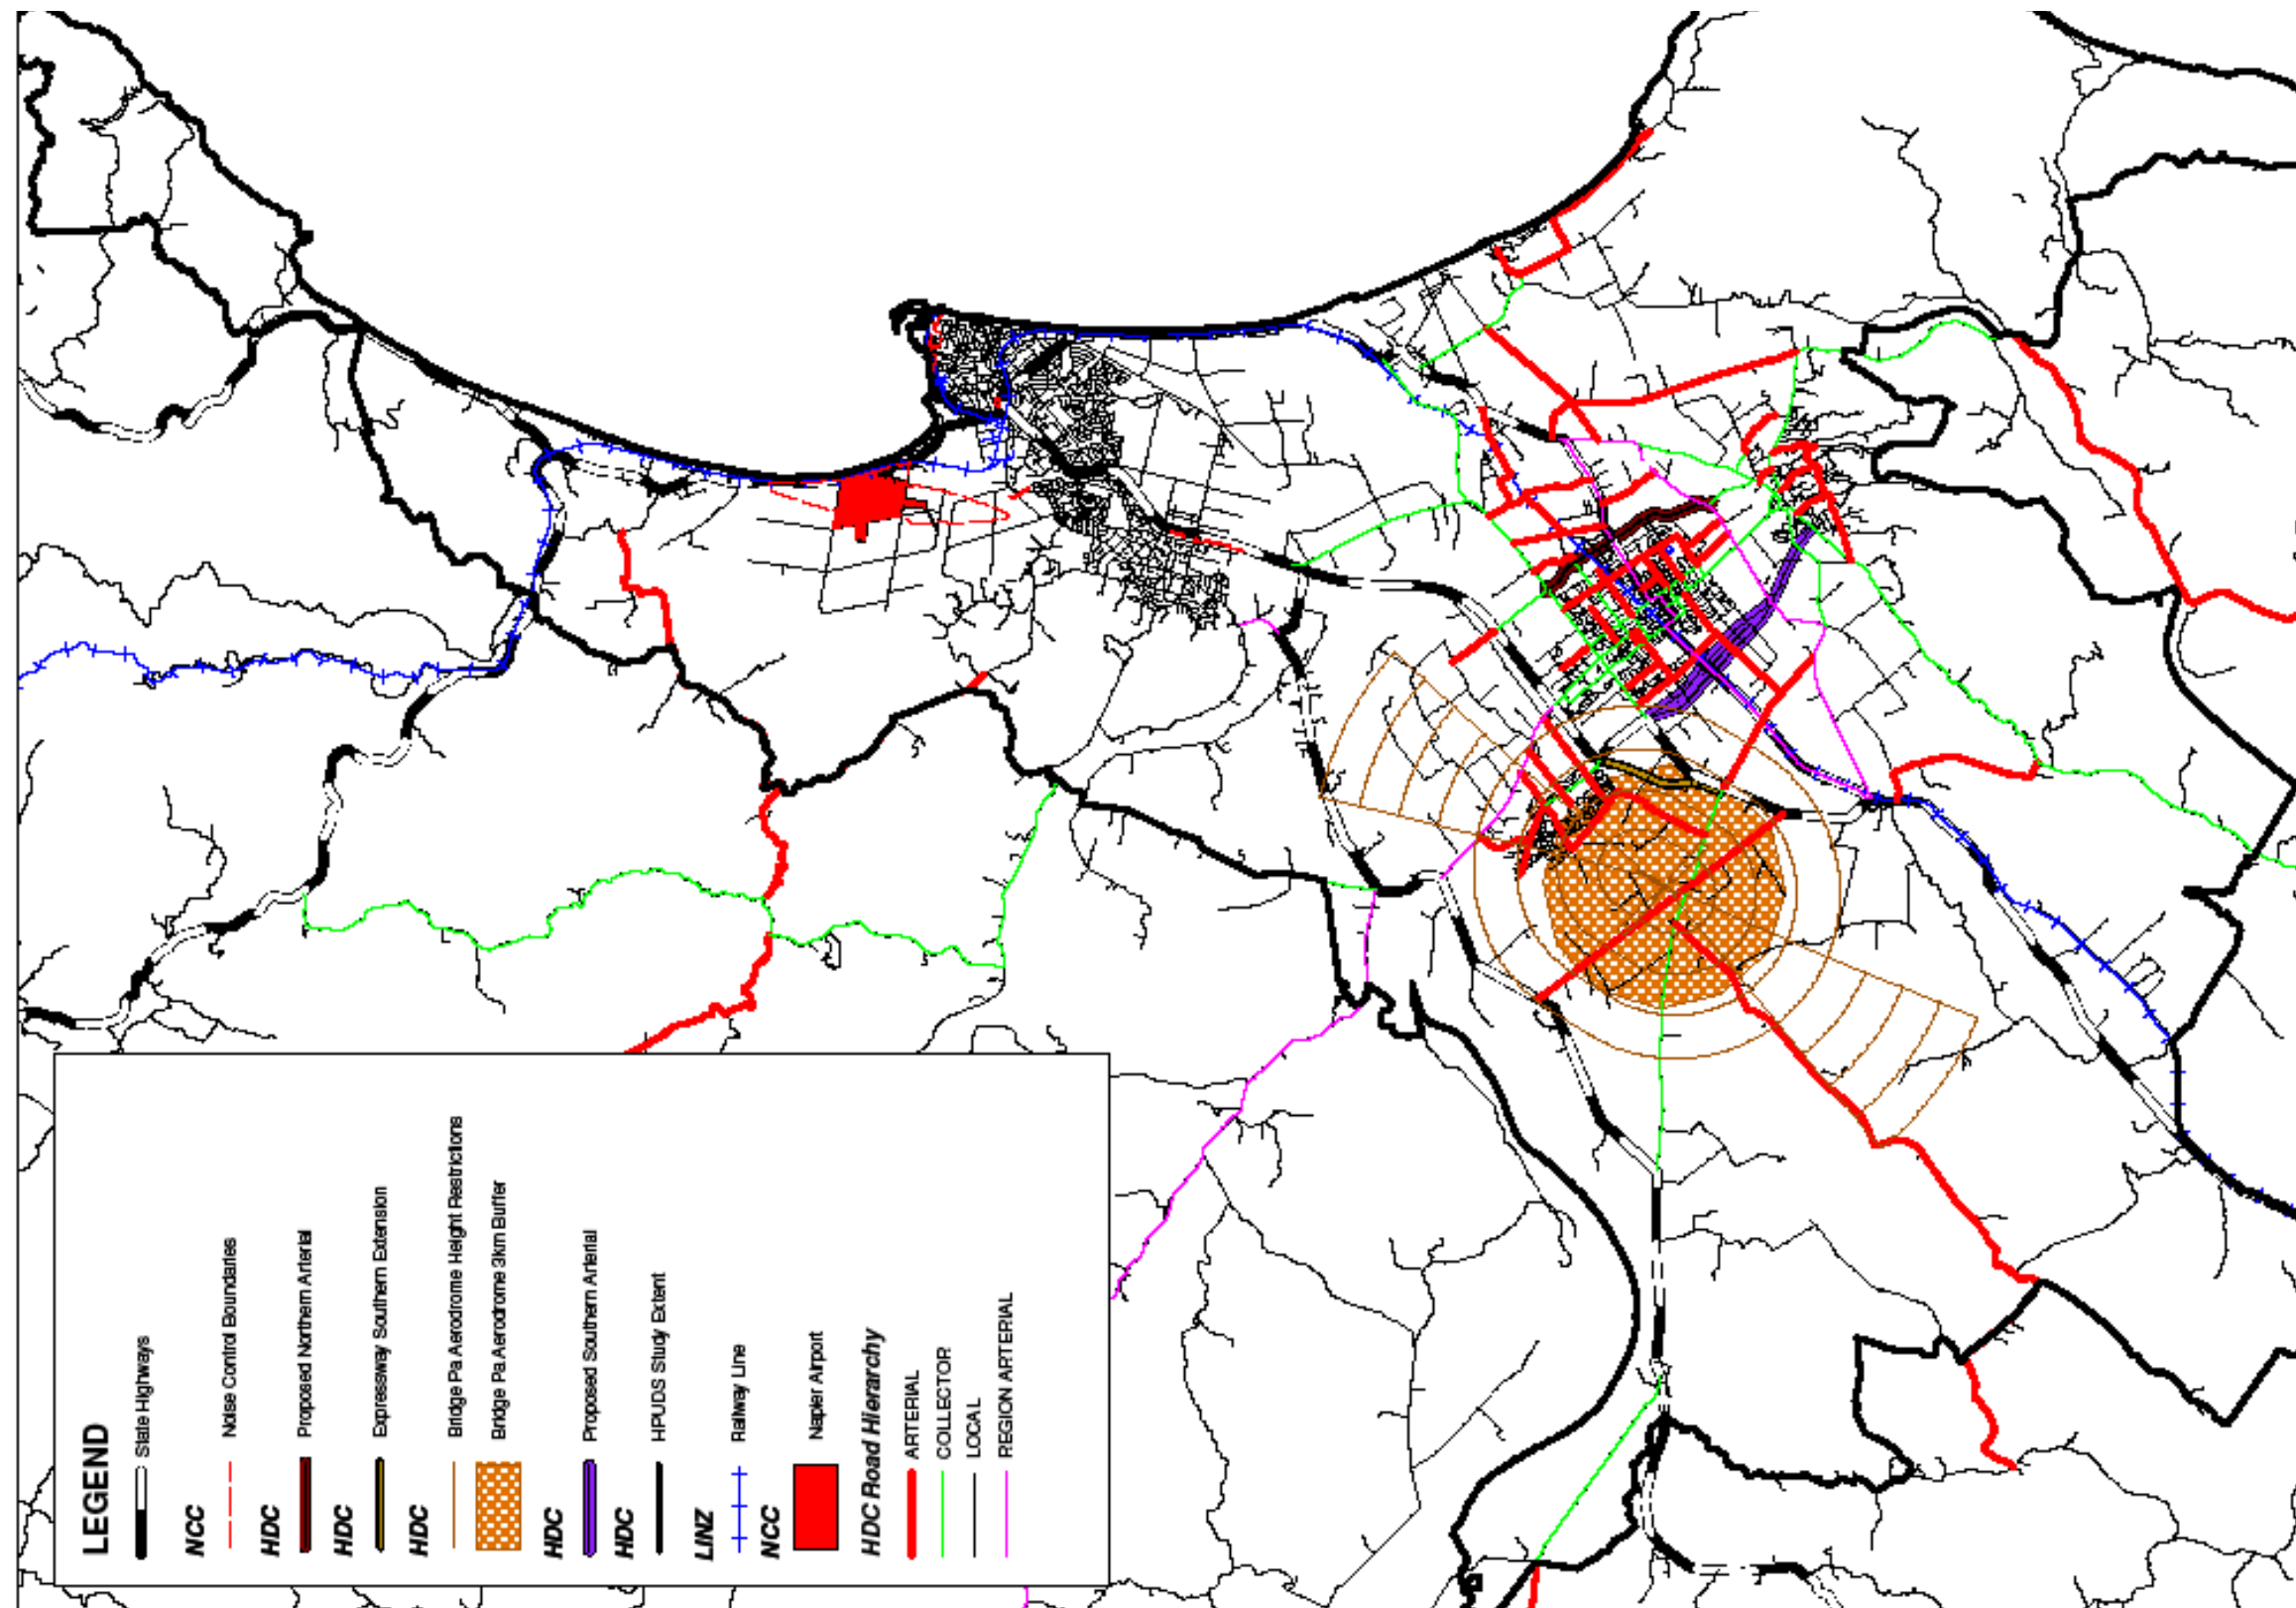 LEGEND
State Highways
NCC
Noise Control Boundaries
HDC
Proposed Northern Arterial
HDC
Expressway Southern Extension
HDC
Bridge Pa Aerodrome Height Restrictions
Bridge Pa Aerodrome 3km Buffer
HDC
Proposed Southern Arterial
HDC
HPUDS Study Extent
LINZ
Railway Line
NCC
Napier Airport
HDC Road Hierarchy
ARTERIAL
COLLECTOR
LOCAL
REGION ARTERIAL